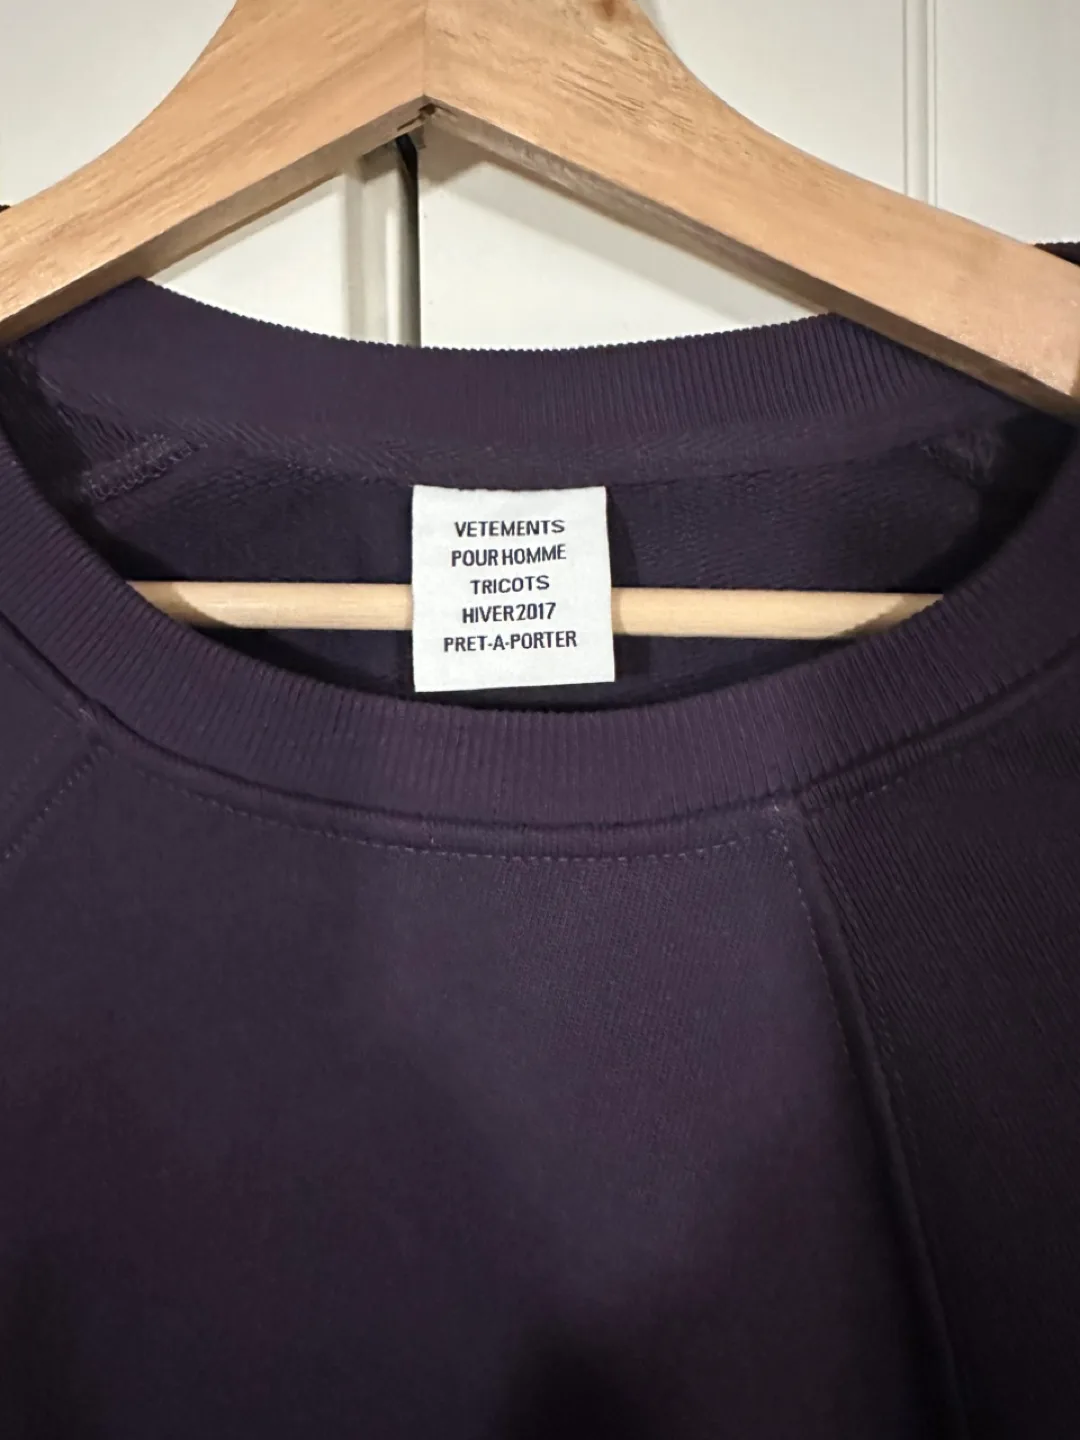 VETEMENTS
POUR HOMME
TRICOTS
HIVER 2017
PRET-A-PORTER